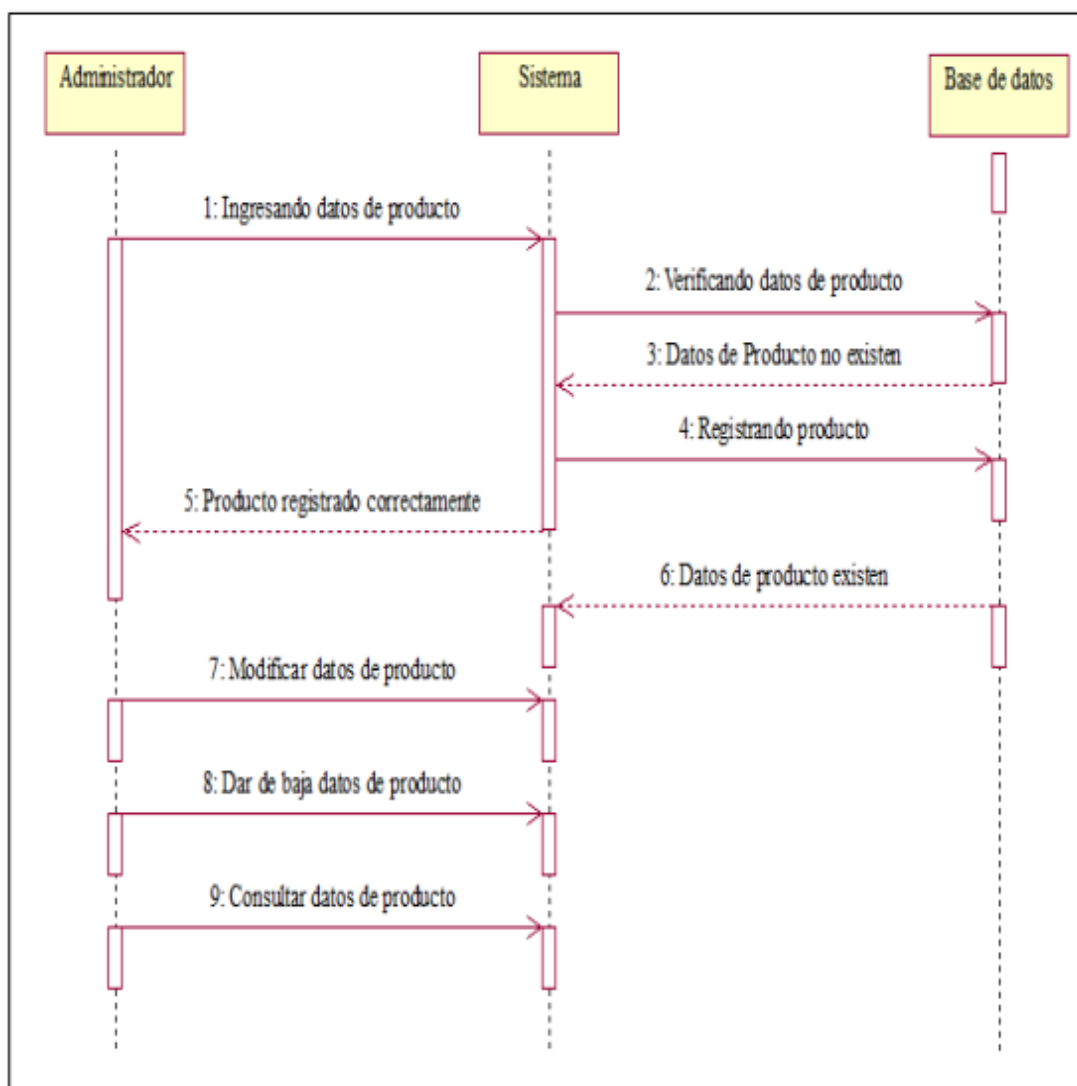 Administrador
Sistema
Base de datos
1: Ingresando datos de producto
2: Verificando datos de producto
3: Datos de Producto no existen
4: Registrando producto
5: Producto registrado correctamente
6: Datos de producto existen
7: Modificar datos de producto
8: Dar de baja datos de producto
9: Consultar datos de producto